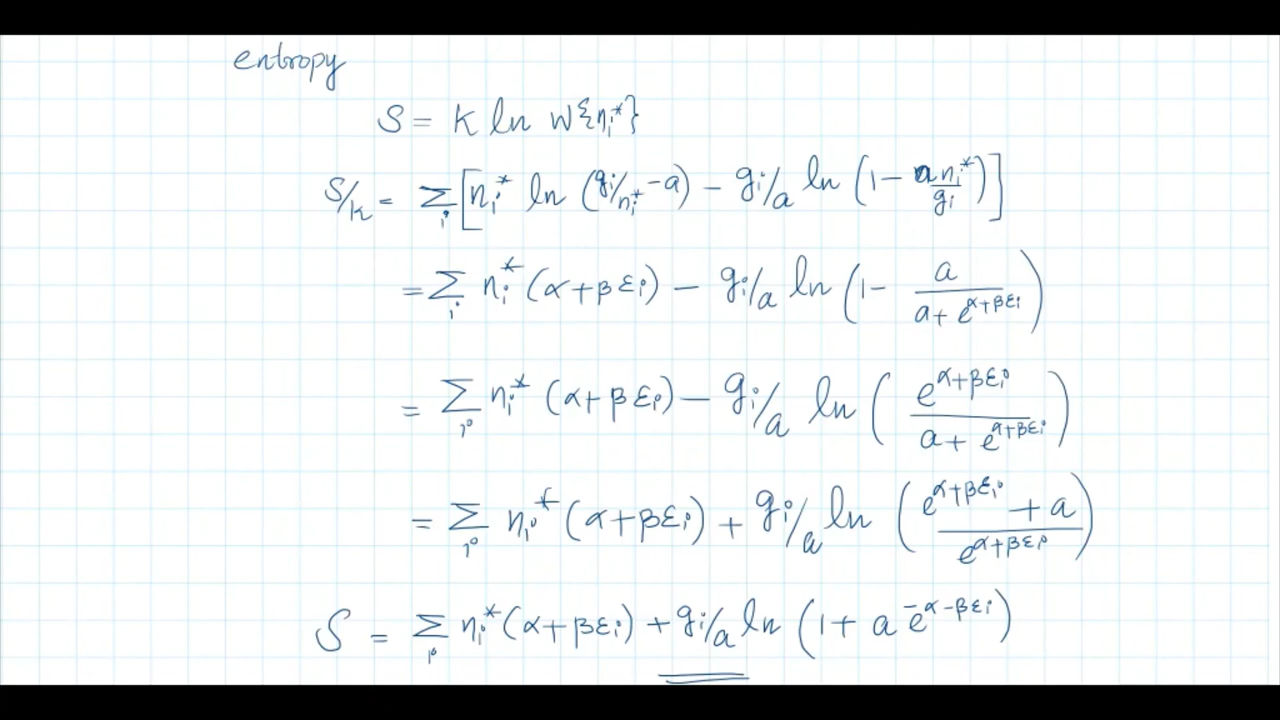 entropy
S = K ln W{nᵢ*}
S/K = Σᵢ [nᵢ* ln (gᵢ/nᵢ* - a) - gᵢ/a ln (1 - a nᵢ*/gᵢ)]
= Σᵢ nᵢ* (α+βεᵢ) - gᵢ/a ln (1 - a/(a + e^(α+βεᵢ)))
= Σᵢ nᵢ* (α+βεᵢ) - gᵢ/a ln (e^(α+βεᵢ)/(a + e^(α+βεᵢ)))
= Σᵢ nᵢ* (α+βεᵢ) + gᵢ/a ln ((e^(α+βεᵢ) + a)/e^(α+βεᵢ))
S = Σᵢ nᵢ* (α+βεᵢ) + gᵢ/a ln (1 + a e^(-α-βεᵢ))